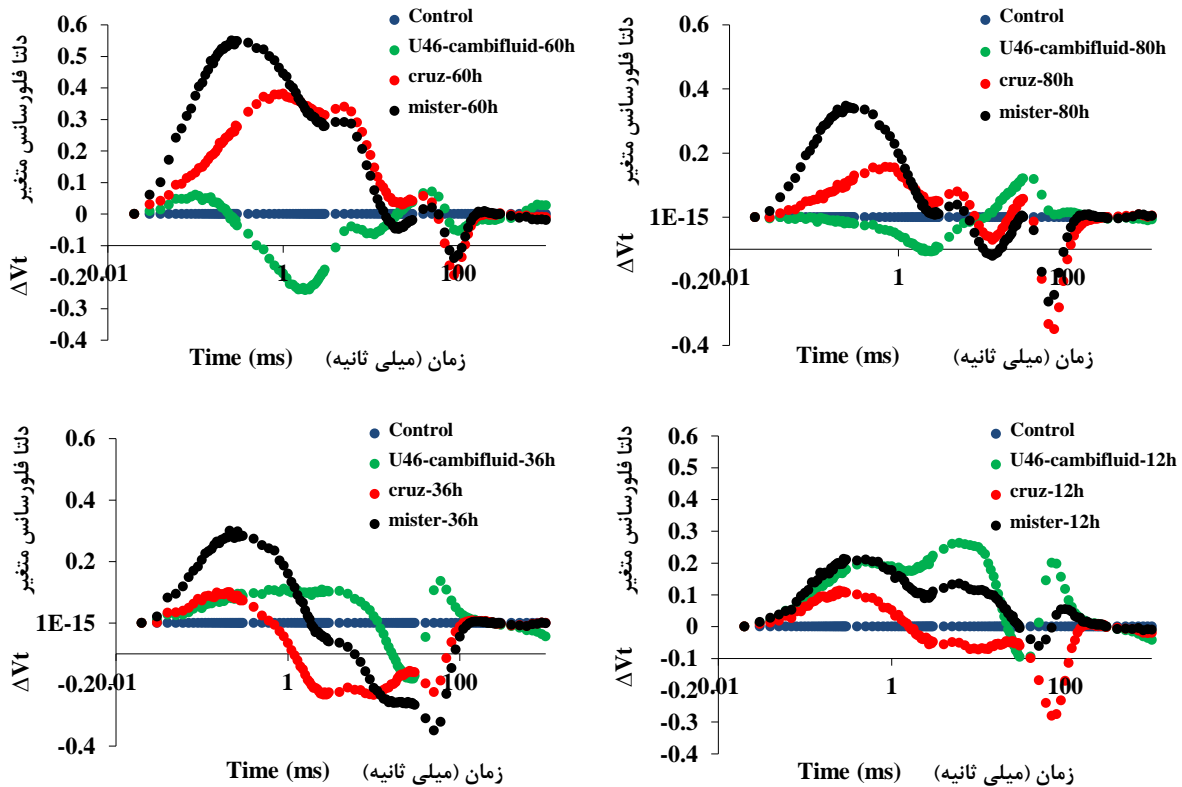 0.6
0.5
0.4
0.3
0.2
0.1
0
-0.1
-0.2
-0.3
-0.4
0.01
1
100
دلتا فلورسانس متغیر
ΔVt
Control
U46-cambifluid-60h
cruz-60h
mister-60h
Time (ms) زمان (میلی ثانیه)
0.6
0.4
0.2
1E-15
-0.2
-0.4
0.01
1
100
دلتا فلورسانس متغیر
ΔVt
Control
U46-cambifluid-80h
cruz-80h
mister-80h
Time (ms) زمان (میلی ثانیه)
0.6
0.4
0.2
1E-15
-0.2
-0.4
0.01
1
100
دلتا فلورسانس متغیر
ΔVt
Control
U46-cambifluid-36h
cruz-36h
mister-36h
Time (ms) زمان (میلی ثانیه)
0.6
0.5
0.4
0.3
0.2
0.1
0
-0.1
-0.2
-0.3
-0.4
0.01
1
100
دلتا فلورسانس متغیر
ΔVt
Control
U46-cambifluid-12h
cruz-12h
mister-12h
Time (ms) زمان (میلی ثانیه)